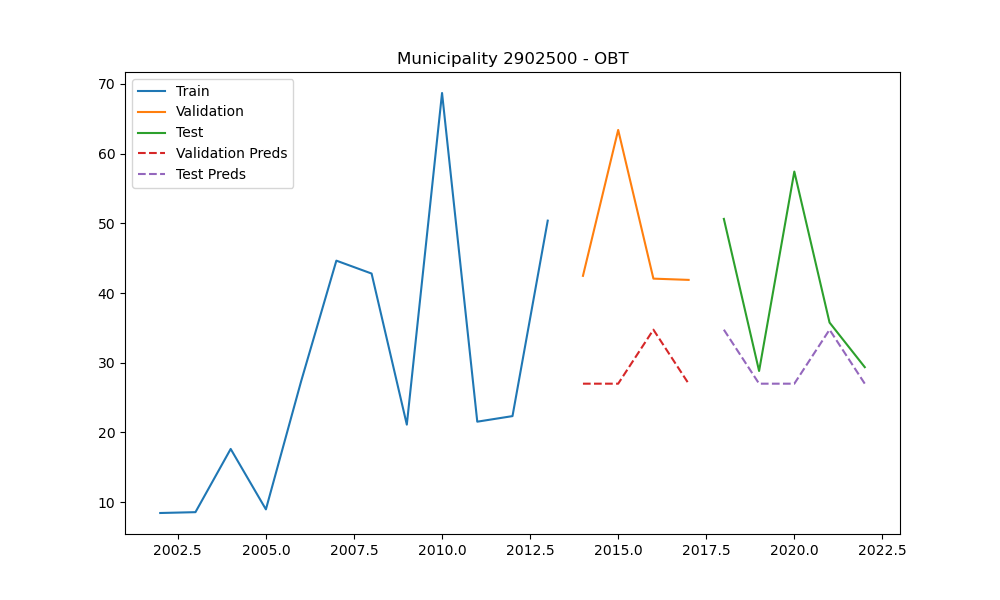 Municipality 2902500 - OBT
Train
Validation
Test
Validation Preds
Test Preds
70
60
50
40
30
20
10
2002.5 2005.0 2007.5 2010.0 2012.5 2015.0 2017.5 2020.0 2022.5